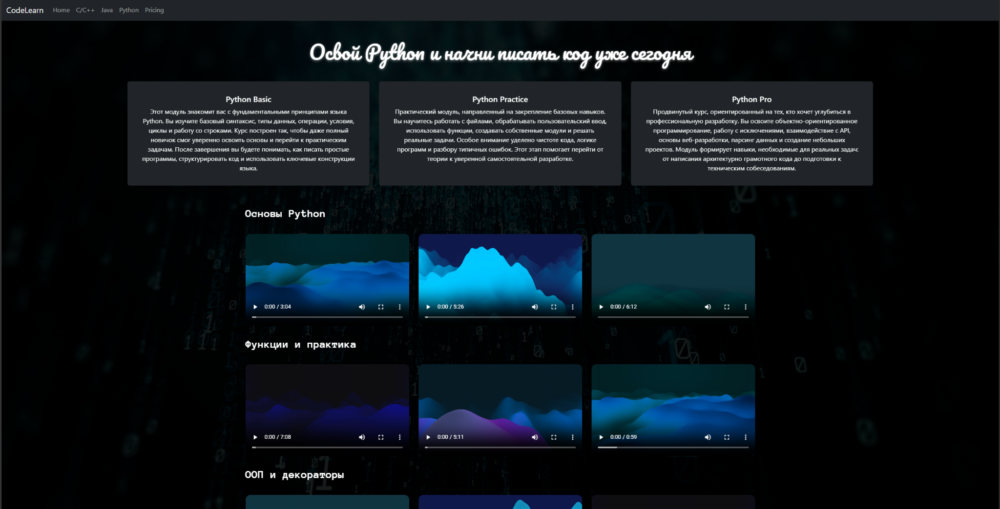 CodeLearn Home C/C++ Java Python Pricing
Освой Python и начни писать код уже сегодня
Python Basic
Этот модуль знакомит вас с фундаментальными принципами языка
Python. Вы изучите базовый синтаксис, типы данных, операции, условия,
циклы и работу со строками. Курс построен так, чтобы даже полный
новичок смог уверенно освоить основы и перейти к практическим
задачам. После завершения вы будете понимать, как писать простые
программы, структурировать код и использовать ключевые конструкции
языка.
Python Practice
Практический модуль, направленный на закрепление базовых навыков.
Вы научитесь работать с файлами, обрабатывать пользовательский ввод,
использовать функции, создавать собственные модули и решать
реальные задачи. Особое внимание уделено чистоте кода, логике
программ и разбору типичных ошибок. Этот этап помогает перейти от
теории к уверенной самостоятельной разработке.
Python Pro
Продвинутый курс, ориентированный на тех, кто хочет углубиться в
профессиональную разработку. Вы освоите объектно-ориентированное
программирование, работу с исключениями, взаимодействие с API,
основы веб-разработки, парсинг данных и создание небольших
проектов. Модуль формирует навыки, необходимые для реальных задач:
от написания архитектурно грамотного кода до подготовки к
техническим собеседованиям.
Основы Python
0:00 / 3:04
0:00 / 5:26
0:00 / 6:12
Функции и практика
0:00 / 7:08
0:00 / 5:11
0:00 / 0:59
ООП и декораторы